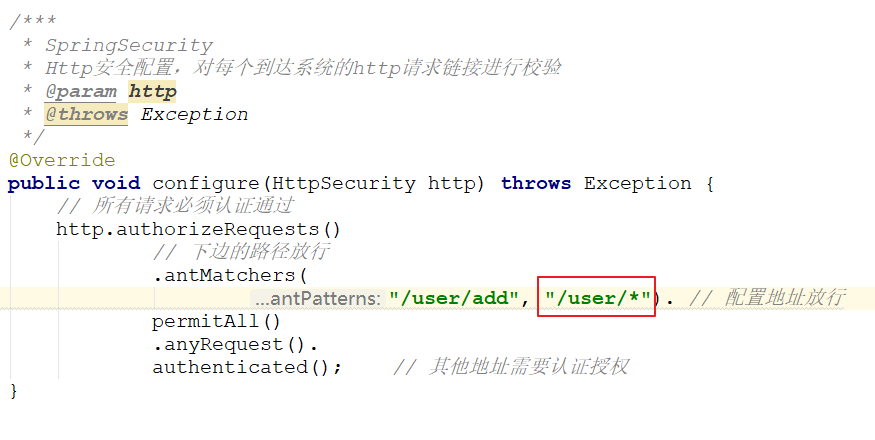 /***
 * SpringSecurity
 * Http安全配置，对每个到达系统的http请求链接进行校验
 * @param http
 * @throws Exception
 */
@Override
public void configure(HttpSecurity http) throws Exception {
    // 所有请求必须认证通过
    http.authorizeRequests()
            // 下边的路径放行
            .antMatchers(
                    ...antPatterns: "/user/add", "/user/*"). // 配置地址放行
            permitAll()
            .anyRequest().
            authenticated();    // 其他地址需要认证授权
}